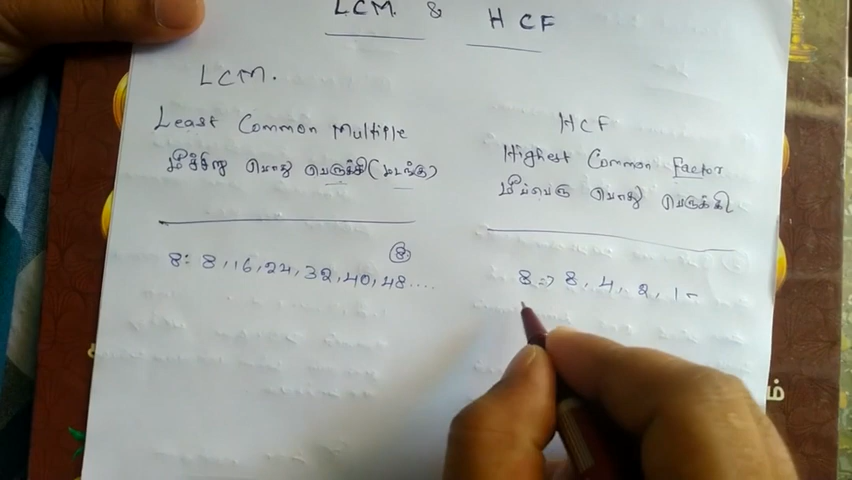 LCM & HCF
LCM.
Least Common Multiple
மீச்சிறு பொது பெருக்கி (மடங்கு)
8: 8, 16, 24, 32, 40, 48 ....
8
HCF
Highest Common Factor
மீப்பெரு பொது பெருக்கி
8 => 8, 4, 2, 1 -